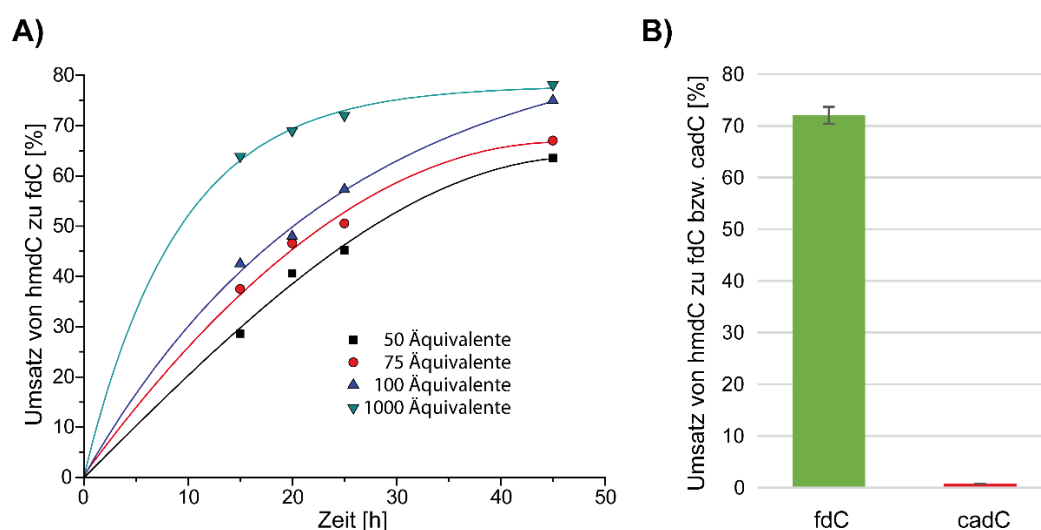 A)
Umsatz von hmdC zu fdC [%]
80
70
60
50
40
30
20
10
0
0 10 20 30 40 50
Zeit [h]
50 Äquivalente
75 Äquivalente
100 Äquivalente
1000 Äquivalente
B)
Umsatz von hmdC zu fdC bzw. cadC [%]
80
70
60
50
40
30
20
10
0
fdC cadC